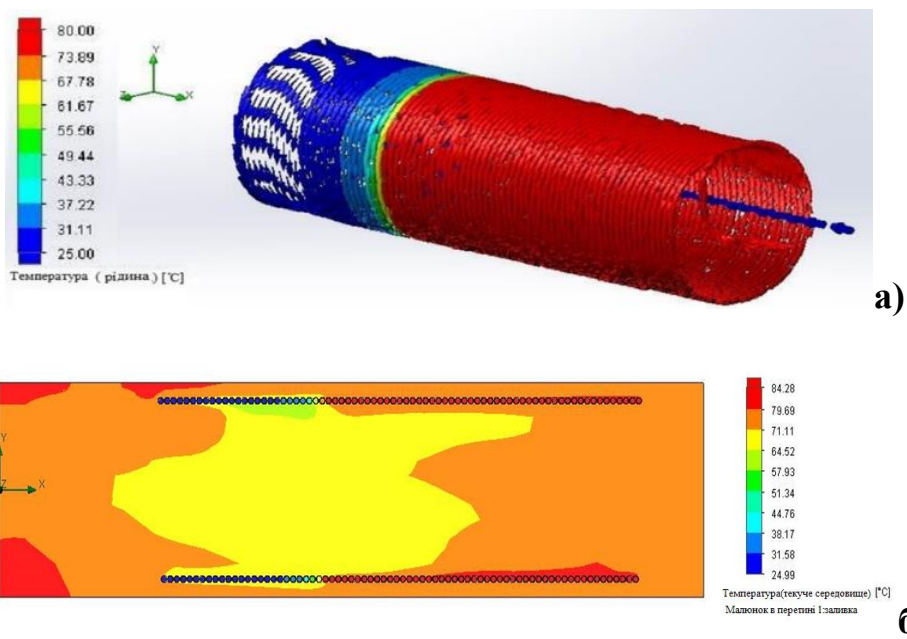 80.00
73.89
67.78
61.67
55.56
49.44
43.33
37.22
31.11
25.00
Температура ( рідина ) [°C]
Y
Z
X
а)
Y
Z
X
84.28
79.69
71.11
64.52
57.93
51.34
44.76
38.17
31.58
24.99
Температура(текуче середовище) [°C]
Малюнок в перетині 1:заливка
б